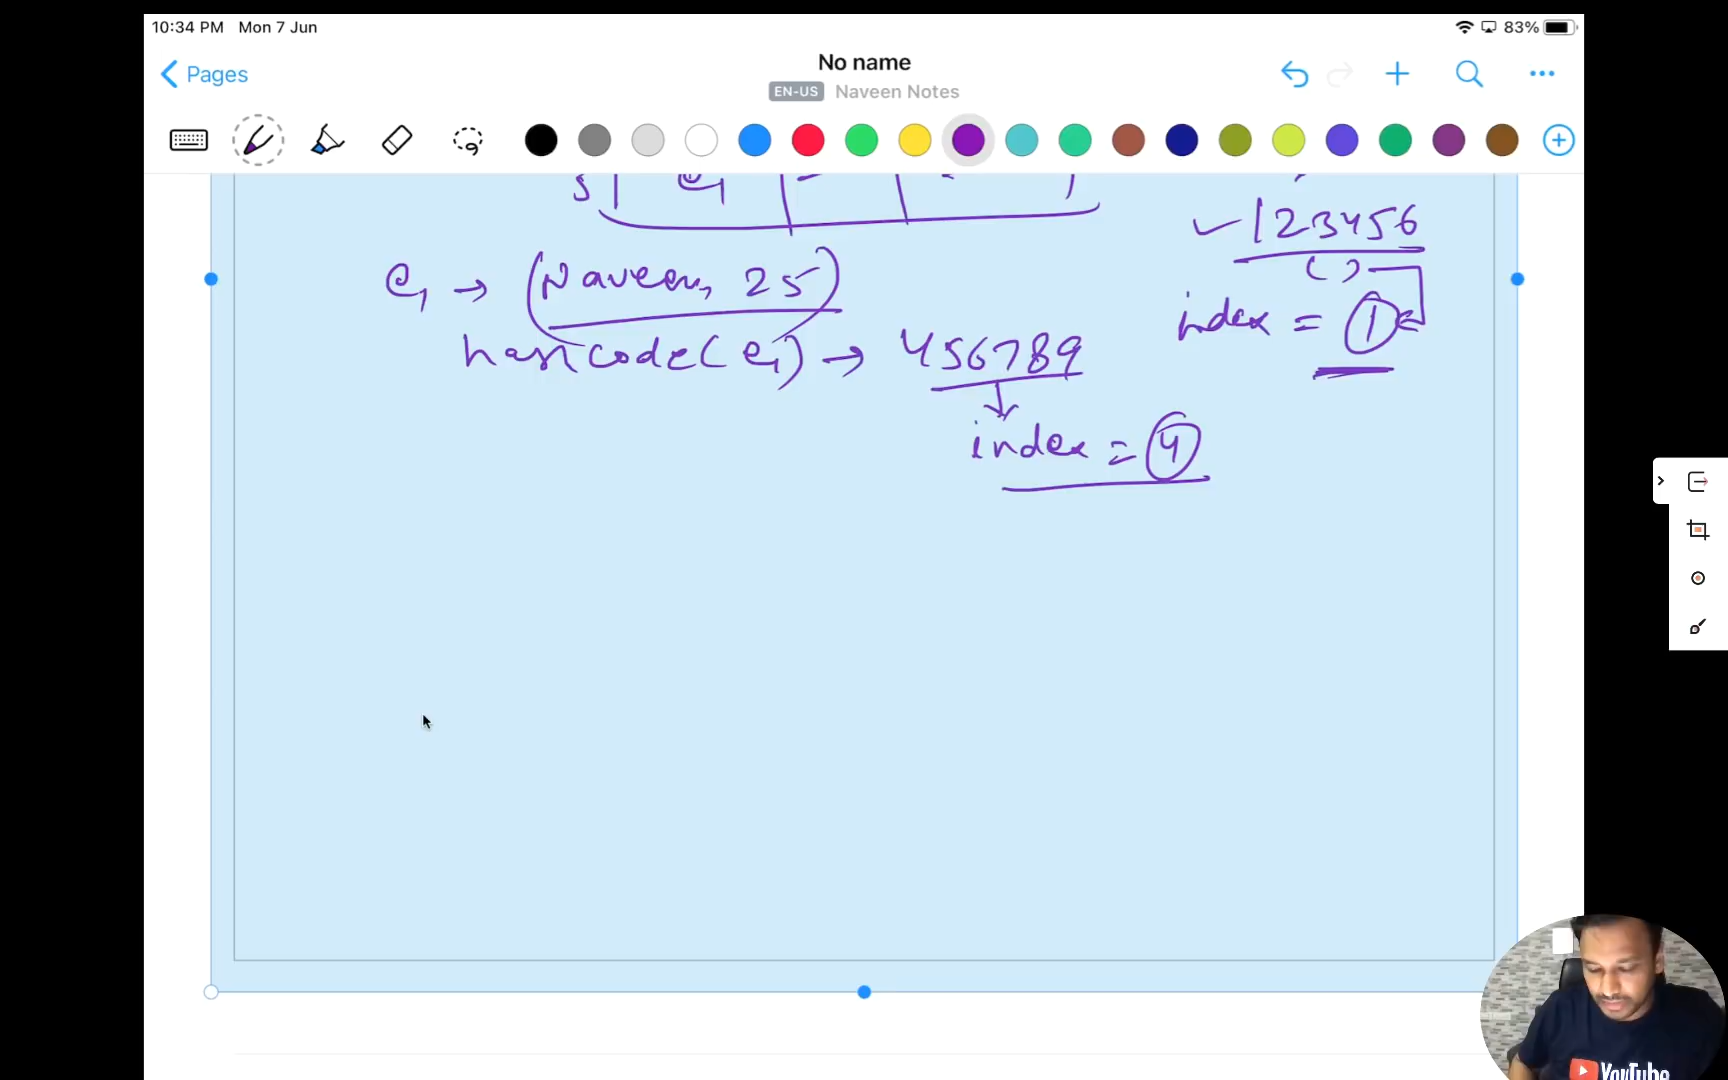 10:34 PM Mon 7 Jun
83%
Pages
No name
EN-US Naveen Notes
e1
123456
( )
e1 → (Naveen, 25)
index = 1
hashcode(e1) → 456789
index = 4
YouTube